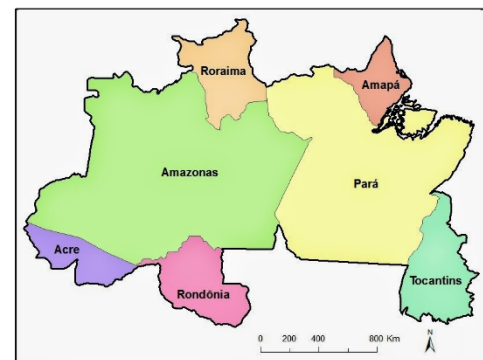 Roraima
Amapá
Amazonas
Pará
Acre
Rondônia
Tocantins
0 200 400 800 Km
N